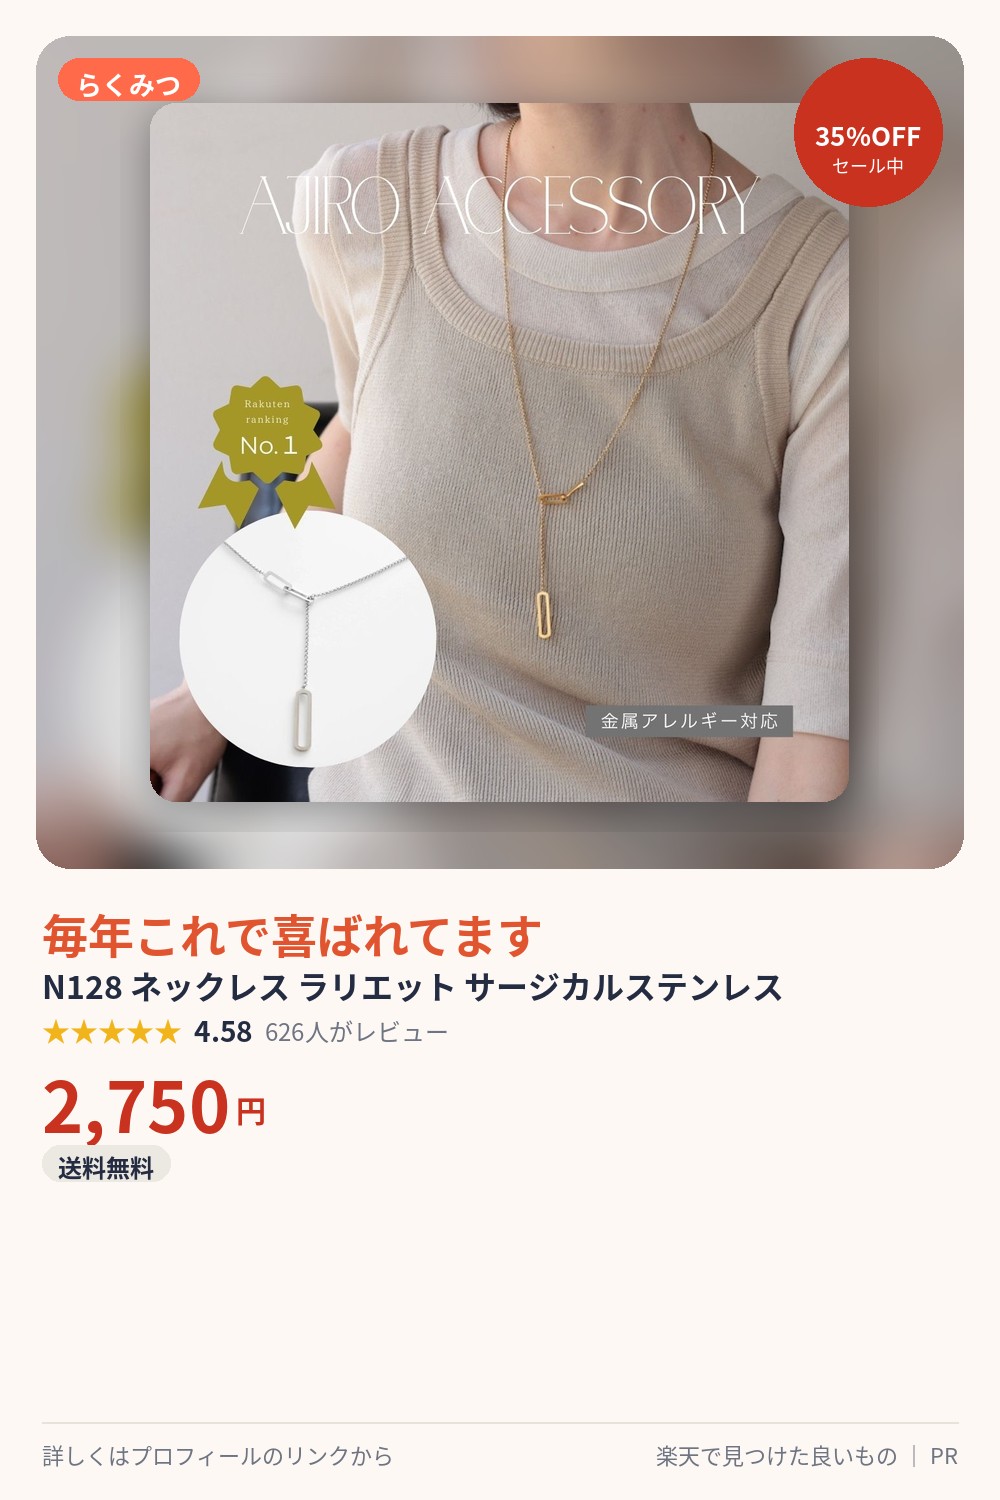 らくみつ
35%OFF
セール中
AJIRO ACCESSORY
Rakuten
ranking
No.1
金属アレルギー対応
毎年これで喜ばれてます
N128 ネックレス ラリエット サージカルステンレス
★★★★★ 4.58 626人がレビュー
2,750円
送料無料
詳しくはプロフィールのリンクから
楽天で見つけた良いもの | PR